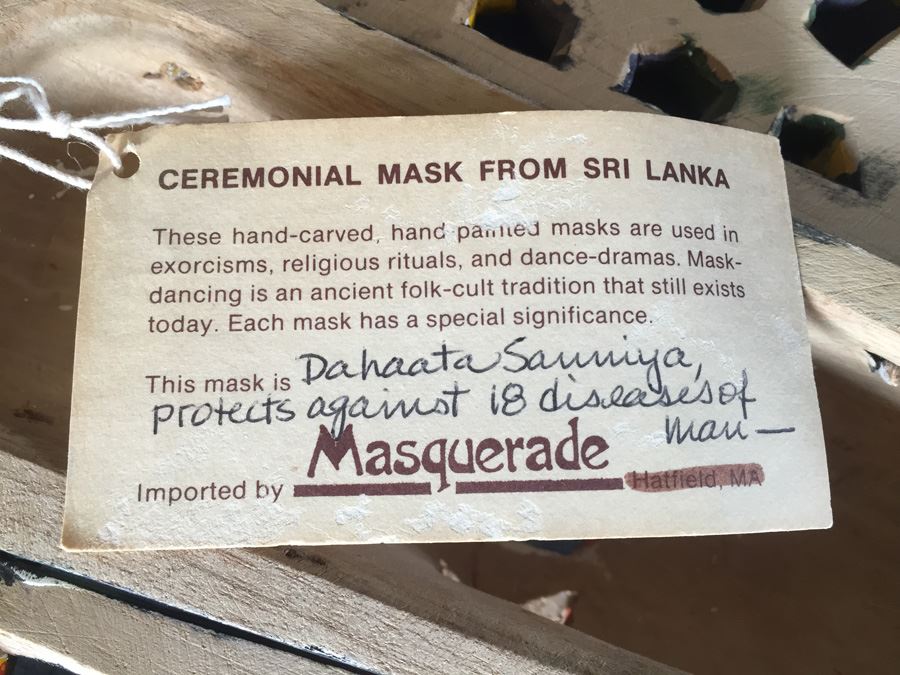 CEREMONIAL MASK FROM SRI LANKA
These hand-carved, hand painted masks are used in
exorcisms, religious rituals, and dance-dramas. Mask-
dancing is an ancient folk-cult tradition that still exists
today. Each mask has a special significance.
This mask is Dahaata Sanniya,
protects against 18 diseases of
man—
Masquerade
Imported by Hatfield, MA